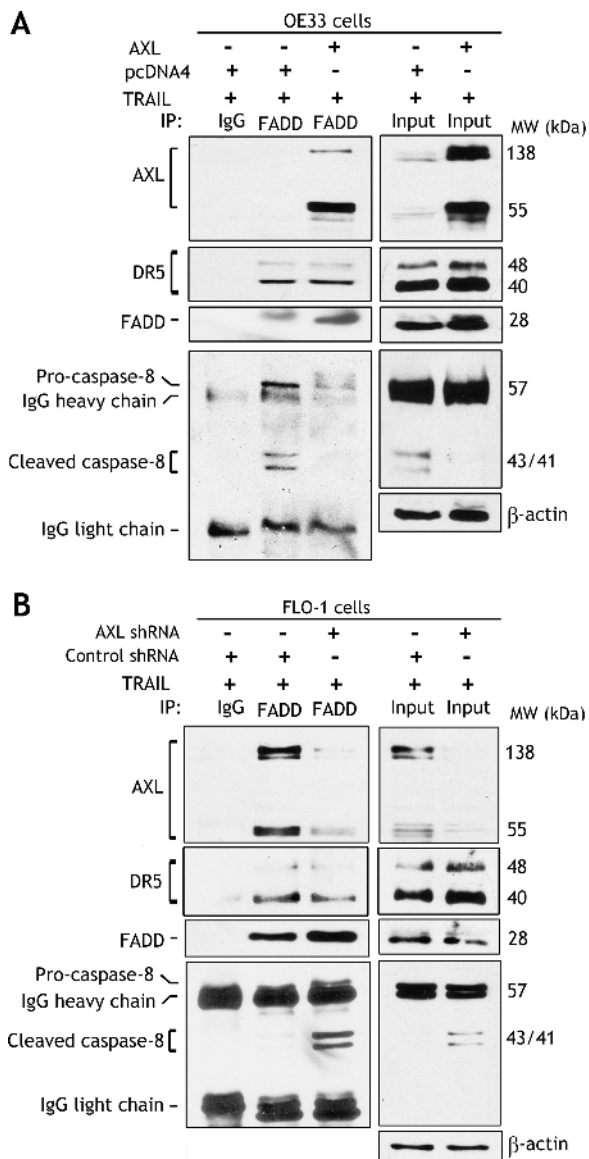 A
OE33 cells
AXL - - + - +
pcDNA4 + + - + -
TRAIL + + + + +
IP: IgG FADD FADD Input Input MW (kDa)
AXL
138
55
DR5
48
40
FADD -
28
Pro-caspase-8
IgG heavy chain
57
Cleaved caspase-8
43/41
IgG light chain -
β-actin
B
FLO-1 cells
AXL shRNA - - + - +
Control shRNA + + - + -
TRAIL + + + + +
IP: IgG FADD FADD Input Input MW (kDa)
AXL
138
55
DR5
48
40
FADD -
28
Pro-caspase-8
IgG heavy chain
57
Cleaved caspase-8
43/41
IgG light chain -
β-actin